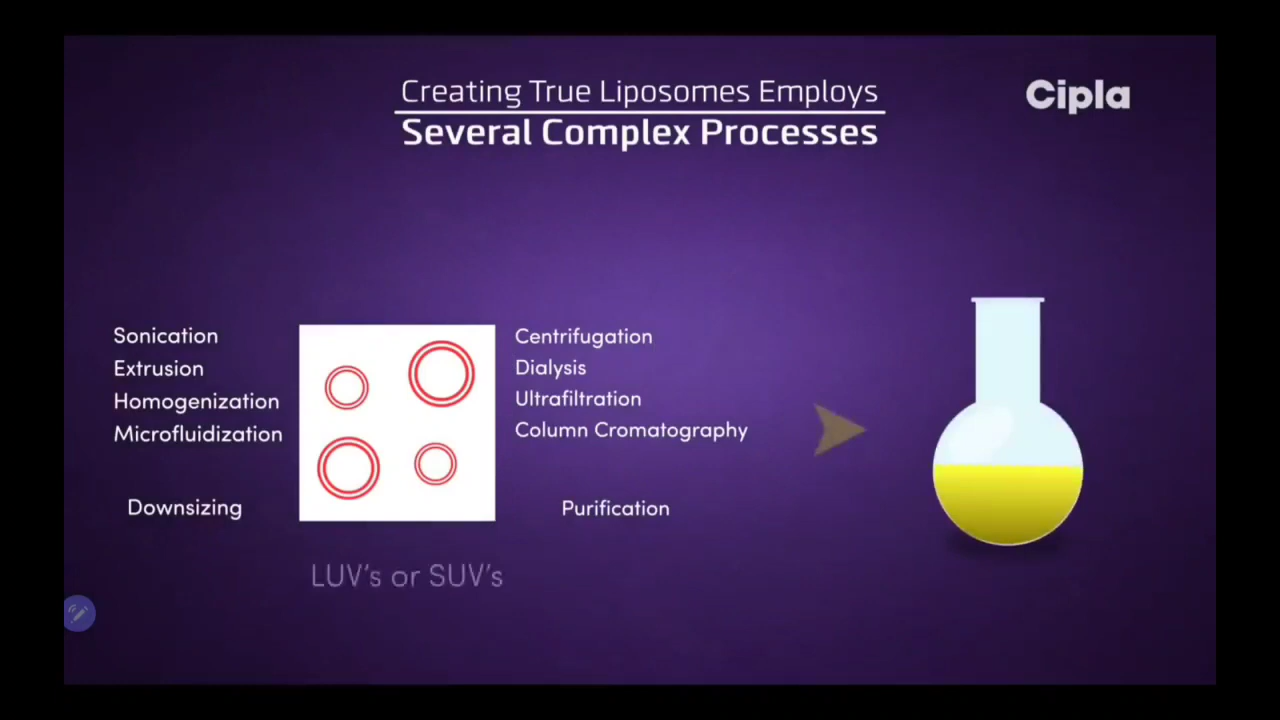 Creating True Liposomes Employs
Several Complex Processes
Cipla
Sonication
Extrusion
Homogenization
Microfluidization
Downsizing
Centrifugation
Dialysis
Ultrafiltration
Column Cromatography
Purification
LUV's or SUV's